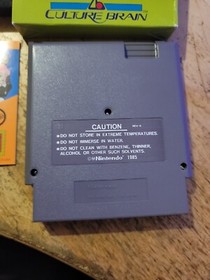 CULTURE BRAIN
CAUTION
•DO NOT STORE IN EXTREME TEMPERATURES.
•DO NOT IMMERSE IN WATER.
•DO NOT CLEAN WITH BENZENE, THINNER,
ALCOHOL OR OTHER SUCH SOLVENTS.
©Nintendo 1985